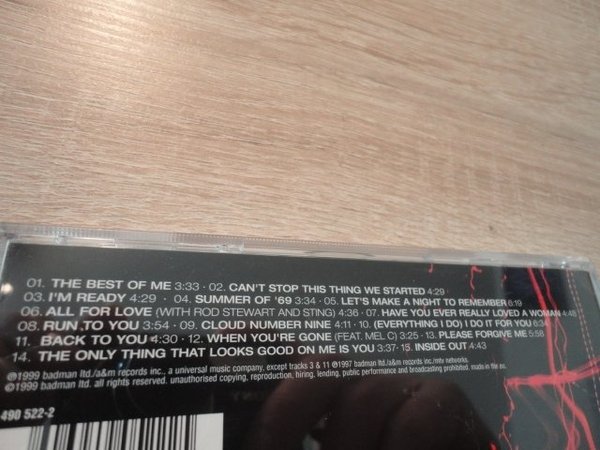 01. THE BEST OF ME 3:33 · 02. CAN'T STOP THIS THING WE STARTED 4:29
03. I'M READY 4:29 · 04. SUMMER OF '69 3:34 · 05. LET'S MAKE A NIGHT TO REMEMBER 6:19
06. ALL FOR LOVE (WITH ROD STEWART AND STING) 4:36 · 07. HAVE YOU EVER REALLY LOVED A WOMAN 4:48
08. RUN TO YOU 3:54 · 09. CLOUD NUMBER NINE 4:11 · 10. (EVERYTHING I DO) I DO IT FOR YOU 6:34
11. BACK TO YOU 4:30 · 12. WHEN YOU'RE GONE (FEAT. MEL C) 3:25 · 13. PLEASE FORGIVE ME 5:58
14. THE ONLY THING THAT LOOKS GOOD ON ME IS YOU 3:37 · 15. INSIDE OUT 4:43
℗1999 badman ltd./a&m records inc., a universal music company, except tracks 3 & 11 ℗1997 badman ltd./a&m records inc./mtv networks.
©1999 badman ltd. all rights reserved. unauthorised copying, reproduction, hiring, lending, public performance and broadcasting prohibited. made in the eu.
490 522-2